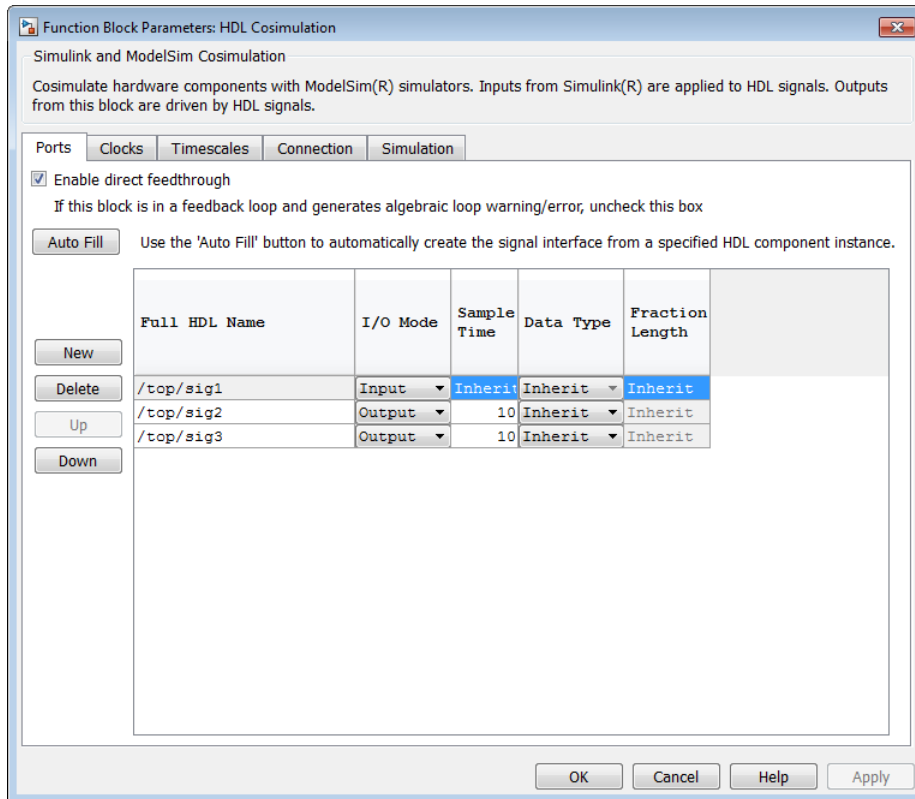 Function Block Parameters: HDL Cosimulation
Simulink and ModelSim Cosimulation
Cosimulate hardware components with ModelSim(R) simulators. Inputs from Simulink(R) are applied to HDL signals. Outputs
from this block are driven by HDL signals.
Ports Clocks Timescales Connection Simulation
Enable direct feedthrough
If this block is in a feedback loop and generates algebraic loop warning/error, uncheck this box
Auto Fill Use the 'Auto Fill' button to automatically create the signal interface from a specified HDL component instance.
Full HDL Name I/O Mode Sample Time Data Type Fraction Length
New
Delete /top/sig1 Input Inherit Inherit Inherit
/top/sig2 Output 10 Inherit Inherit
Up
/top/sig3 Output 10 Inherit Inherit
Down
OK Cancel Help Apply